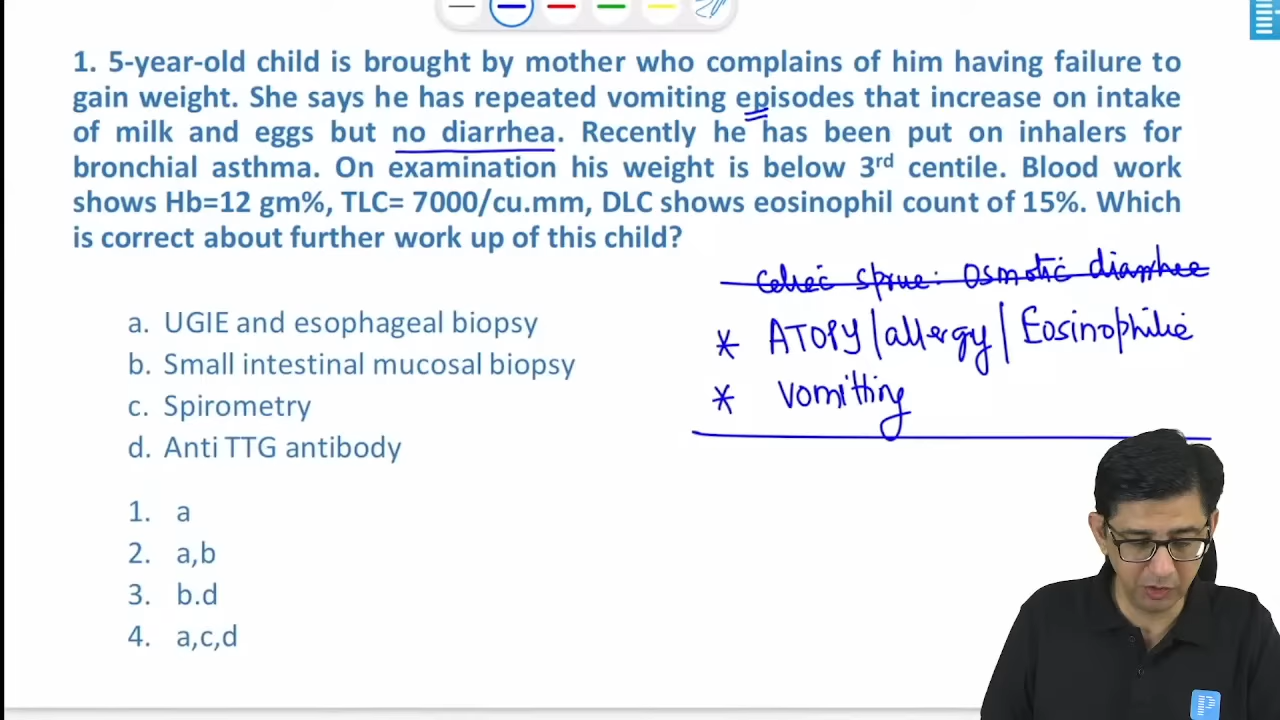 1. 5-year-old child is brought by mother who complains of him having failure to
gain weight. She says he has repeated vomiting episodes that increase on intake
of milk and eggs but no diarrhea. Recently he has been put on inhalers for
bronchial asthma. On examination his weight is below 3rd centile. Blood work
shows Hb=12 gm%, TLC= 7000/cu.mm, DLC shows eosinophil count of 15%. Which
is correct about further work up of this child?
celiec sprue: Osmotic diarrhee
* ATOPY/allergy/Eosinophilic
* Vomitting
a. UGIE and esophageal biopsy
b. Small intestinal mucosal biopsy
c. Spirometry
d. Anti TTG antibody
1. a
2. a,b
3. b.d
4. a,c,d
P